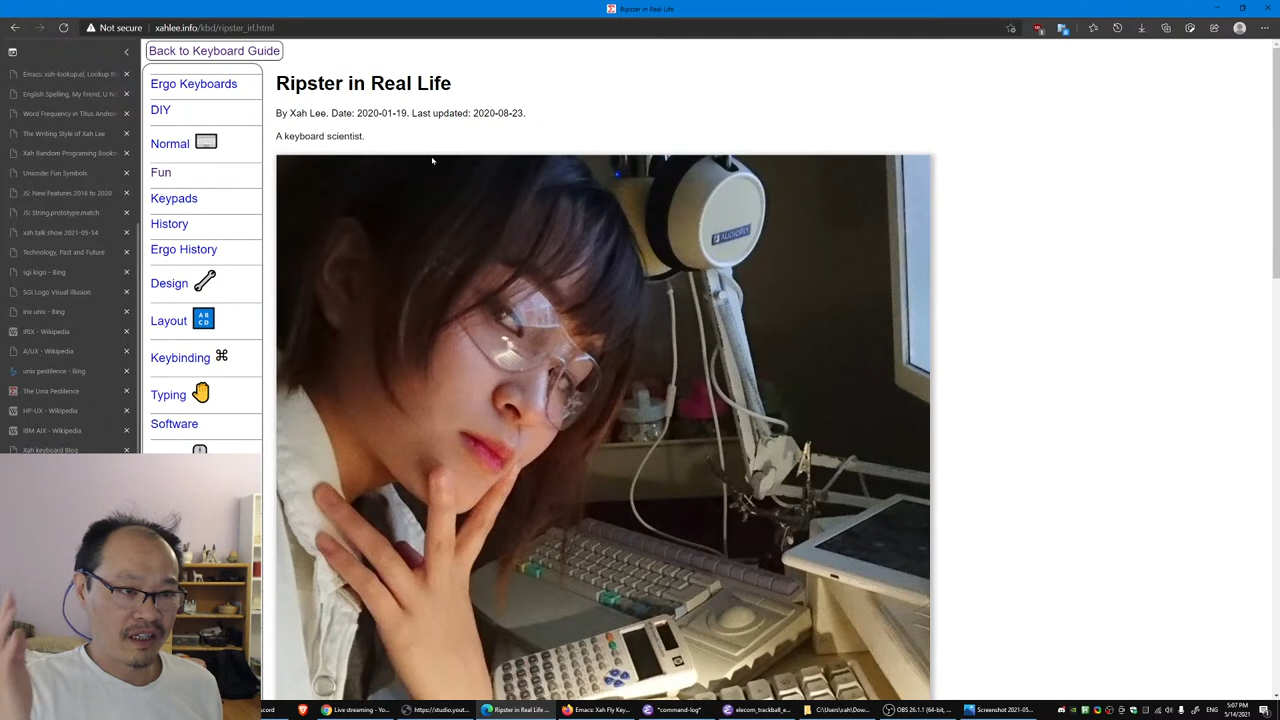 Ripster in Real Life
Not secure
xahlee.info/kbd/ripster_irl.html
Emacs: xah-lookup.el, Lookup th
English Spelling, My Frend, U No
Word Frequency in Titus Andron
The Writing Style of Xah Lee
Xah Random Programing Books
Unicode: Fun Symbols
JS: New Features 2016 to 2020
JS: String.prototype.match
xah talk show 2021-05-14
Technology, Past and Future
sgi logo - Bing
SGI Logo Visual Illusion
irix unix - Bing
IRIX - Wikipedia
A/UX - Wikipedia
unix pestilence - Bing
The Unix Pestilence
HP-UX - Wikipedia
IBM AIX - Wikipedia
Xah keyboard Blog
Back to Keyboard Guide
Ergo Keyboards
DIY
Normal
Fun
Keypads
History
Ergo History
Design
Layout
Keybinding ⌘
Typing
Software
Ripster in Real Life
By Xah Lee. Date: 2020-01-19. Last updated: 2020-08-23.
A keyboard scientist.
AUDIOFLY
scord
Live streaming - Yo...
https://studio.yout...
Ripster in Real Life ...
Emacs: Xah Fly Key...
*command-log*
elecom_trackball_e...
C:\Users\xah\Dow...
OBS 26.1.1 (64-bit, ...
Screenshot 2021-05...
ENG
5:07 PM
5/14/2021